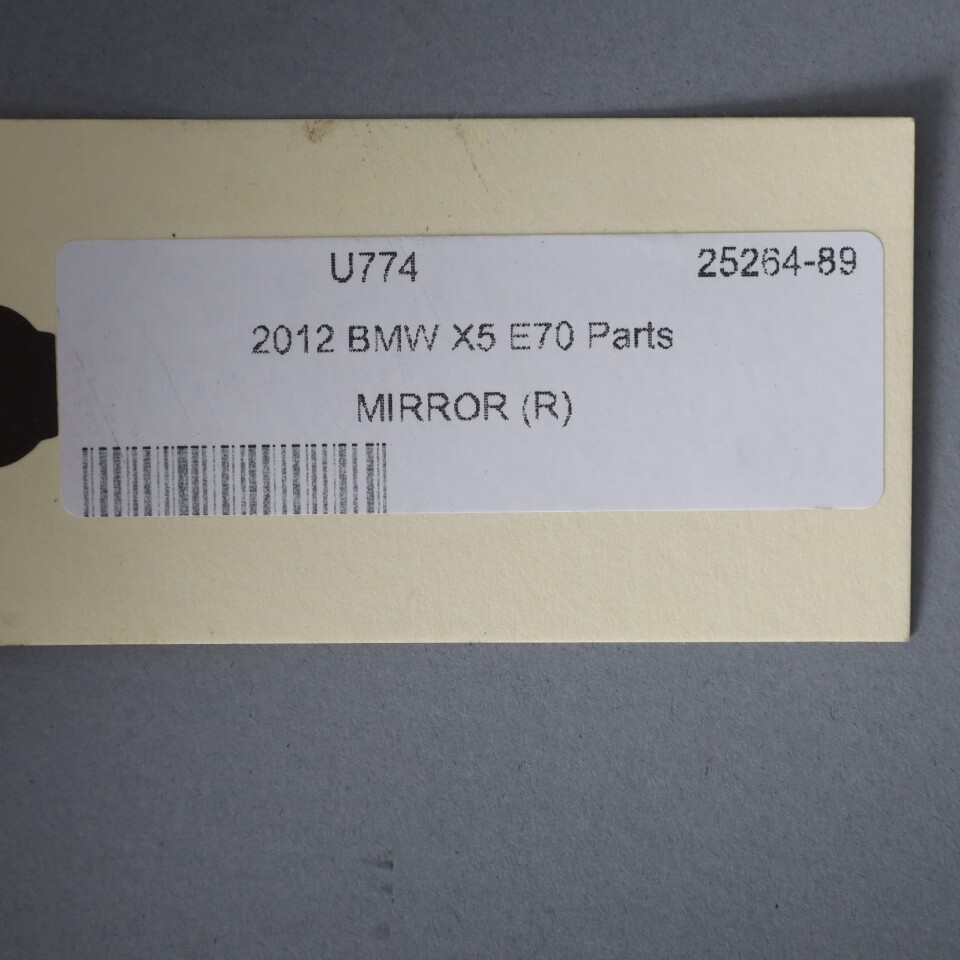 U774 25264-89
2012 BMW X5 E70 Parts
MIRROR (R)